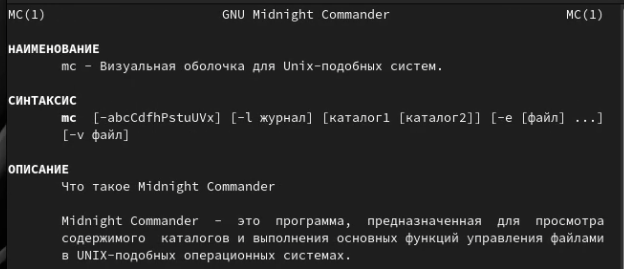 MC(1) GNU Midnight Commander MC(1)
НАИМЕНОВАНИЕ
mc - Визуальная оболочка для Unix-подобных систем.
СИНТАКСИС
mc [-abcCdfhPstuUVx] [-l журнал] [каталог1 [каталог2]] [-e [файл] ...]
[-v файл]
ОПИСАНИЕ
Что такое Midnight Commander
Midnight Commander - это программа, предназначенная для просмотра
содержимого каталогов и выполнения основных функций управления файлами
в UNIX-подобных операционных системах.